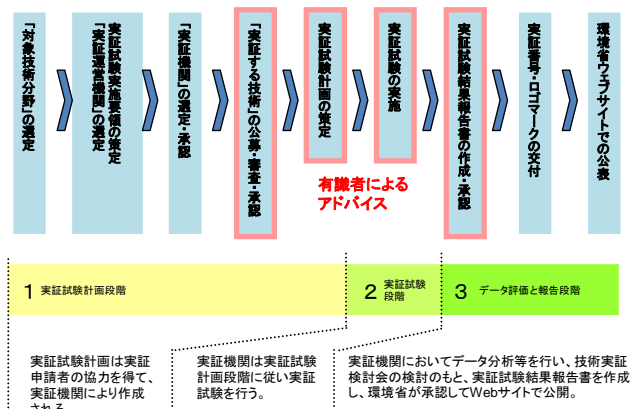 「対象技術分野」の選定
実証試験実施要領の策定
「実証運営機関」の選定
「実証機関」の選定・承認
「実証する技術」の公募・審査・承認
実証試験計画の策定
実証試験の実施
実証試験結果報告書の作成・承認
実証番号・ロゴマークの交付
環境省ウェブサイトでの公表
有識者による
アドバイス
1 実証試験計画段階
2 実証試験
段階
3 データ評価と報告段階
実証試験計画は実証
申請者の協力を得て、
実証機関により作成
される
実証機関は実証試験
計画段階に従い実証
試験を行う。
実証機関においてデータ分析等を行い、技術実証
検討会の検討のもと、実証試験結果報告書を作成
し、環境省が承認してWebサイトで公開。